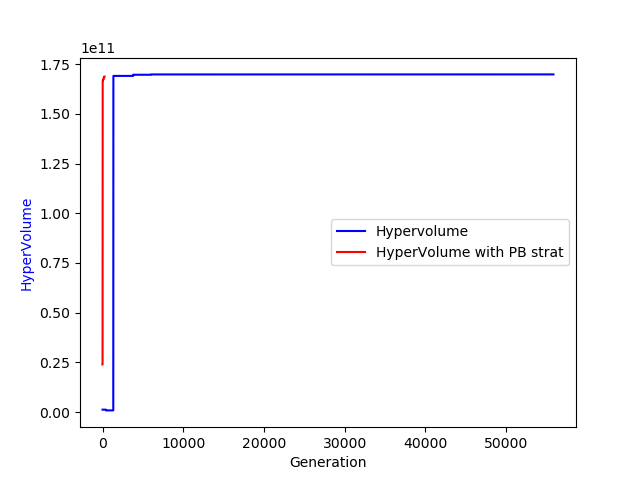 1e11
1.75
1.50
1.25
1.00
0.75
0.50
0.25
0.00
HyperVolume
Hypervolume
HyperVolume with PB strat
0 10000 20000 30000 40000 50000
Generation